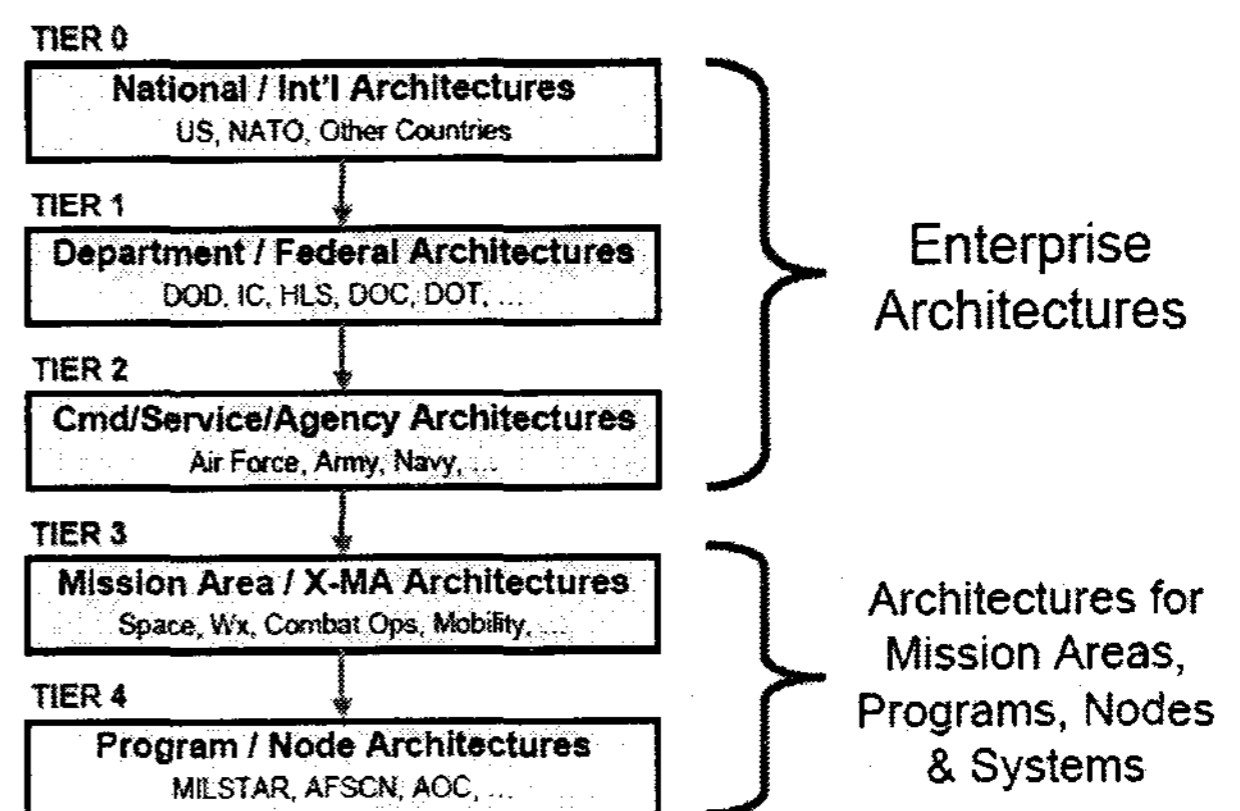 TIER 0
National / Int'l Architectures
US, NATO, Other Countries
TIER 1
Department / Federal Architectures
DOD, IC, HLS, DOC, DOT, ...
TIER 2
Cmd/Service/Agency Architectures
Air Force, Army, Navy, ...
Enterprise
Architectures
TIER 3
Mission Area / X-MA Architectures
Space, Wx, Combat Ops, Mobility, ...
TIER 4
Program / Node Architectures
MILSTAR, AFSCN, AOC, ...
Architectures for
Mission Areas,
Programs, Nodes
& Systems